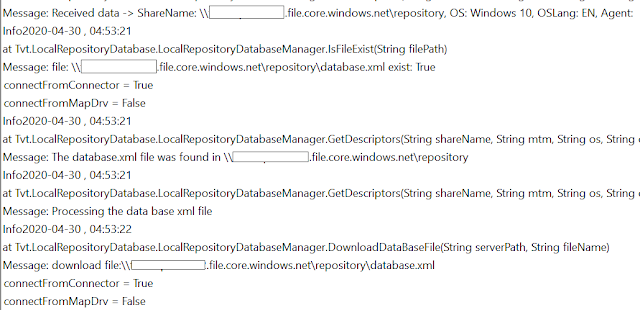 Message: Received data -> ShareName: \\ .file.core.windows.net\repository, OS: Windows 10, OSLang: EN, Agent:
Info2020-04-30 , 04:53:21
at Tvt.LocalRepositoryDatabase.LocalRepositoryDatabaseManager.IsFileExist(String filePath)
Message: file: \\ .file.core.windows.net\repository\database.xml exist: True
connectFromConnector = True
connectFromMapDrv = False
Info2020-04-30 , 04:53:21
at Tvt.LocalRepositoryDatabase.LocalRepositoryDatabaseManager.GetDescriptors(String shareName, String mtm, String os, String
Message: The database.xml file was found in \\ .file.core.windows.net\repository
Info2020-04-30 , 04:53:21
at Tvt.LocalRepositoryDatabase.LocalRepositoryDatabaseManager.GetDescriptors(String shareName, String mtm, String os, String
Message: Processing the data base xml file
Info2020-04-30 , 04:53:22
at Tvt.LocalRepositoryDatabase.LocalRepositoryDatabaseManager.DownloadDataBaseFile(String serverPath, String fileName)
Message: download file:\\ .file.core.windows.net\repository\database.xml
connectFromConnector = True
connectFromMapDrv = False